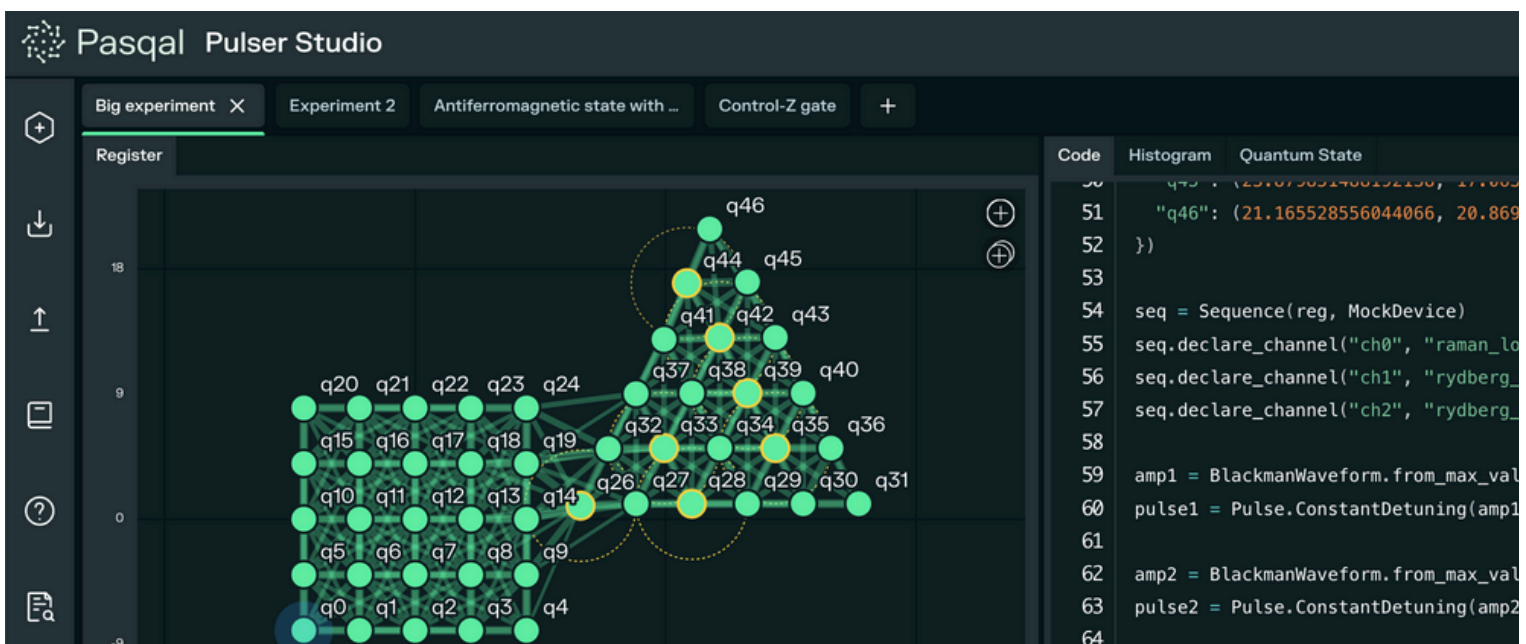 Pasqal Pulser Studio
Big experiment Experiment 2 Antiferromagnetic state with … Control-Z gate
Register
Code Histogram Quantum State
q46
q44 q45
18
q41 q42 q43
q37 q38 q39 q40
9
q20 q21 q22 q23 q24
q32 q33 q34 q35 q36
q15 q16 q17 q18 q19
q26 q27 q28 q29 q30 q31
q10 q11 q12 q13 q14
0
q5 q6 q7 q8 q9
q0 q1 q2 q3 q4
-9
51 "q46": (21.165528556044066, 20.869
52 })
53
54 seq = Sequence(reg, MockDevice)
55 seq.declare_channel("ch0", "raman_lo
56 seq.declare_channel("ch1", "rydberg_
57 seq.declare_channel("ch2", "rydberg_
58
59 amp1 = BlackmanWaveform.from_max_val
60 pulse1 = Pulse.ConstantDetuning(amp1
61
62 amp2 = BlackmanWaveform.from_max_val
63 pulse2 = Pulse.ConstantDetuning(amp2
64